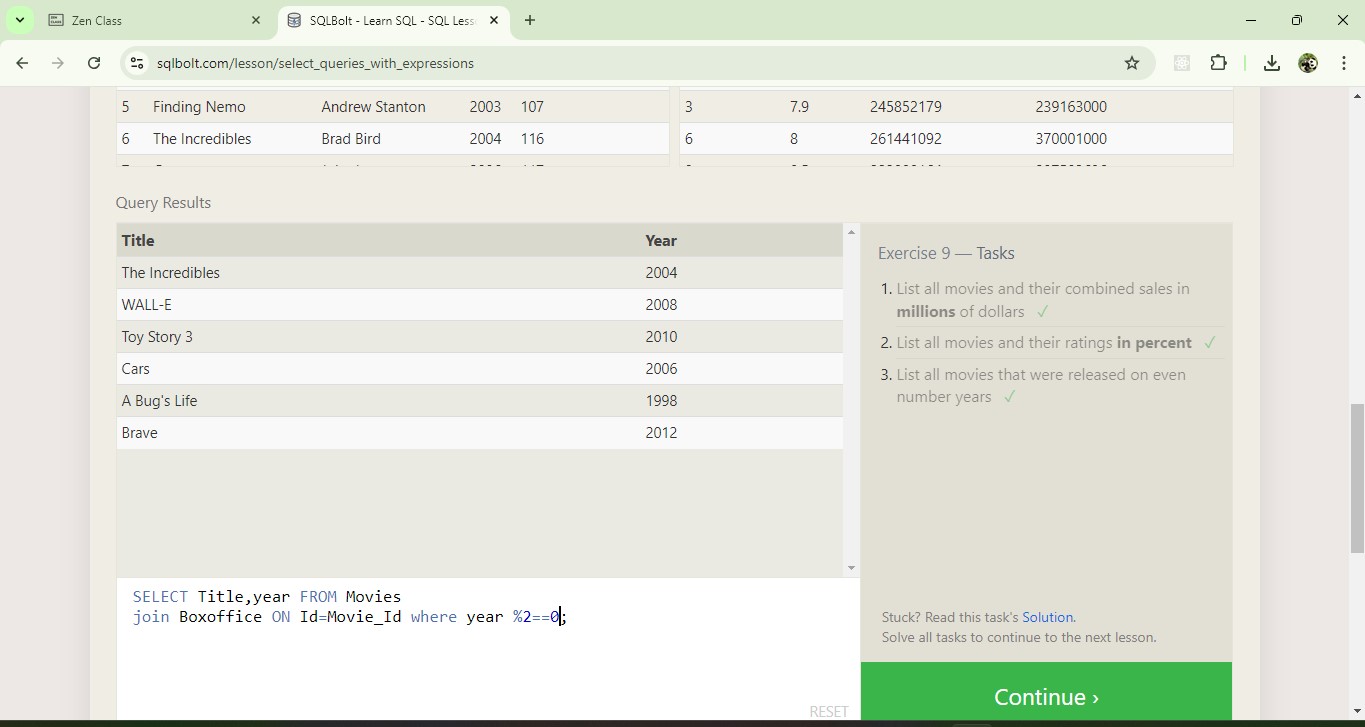 Zen Class
SQLBolt - Learn SQL - SQL Less
sqlbolt.com/lesson/select_queries_with_expressions
5 Finding Nemo Andrew Stanton 2003 107 3 7.9 245852179 239163000
6 The Incredibles Brad Bird 2004 116 6 8 261441092 370001000
Query Results
Title Year
The Incredibles 2004
WALL-E 2008
Toy Story 3 2010
Cars 2006
A Bug's Life 1998
Brave 2012
Exercise 9 — Tasks
1. List all movies and their combined sales in
millions of dollars ✓
2. List all movies and their ratings in percent ✓
3. List all movies that were released on even
number years ✓
SELECT Title,year FROM Movies
join Boxoffice ON Id=Movie_Id where year %2==0;
RESET
Stuck? Read this task's Solution.
Solve all tasks to continue to the next lesson.
Continue ›